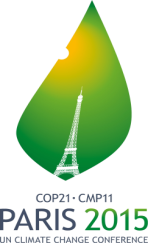 COP21 · CMP11
PARIS 2015
UN CLIMATE CHANGE CONFERENCE